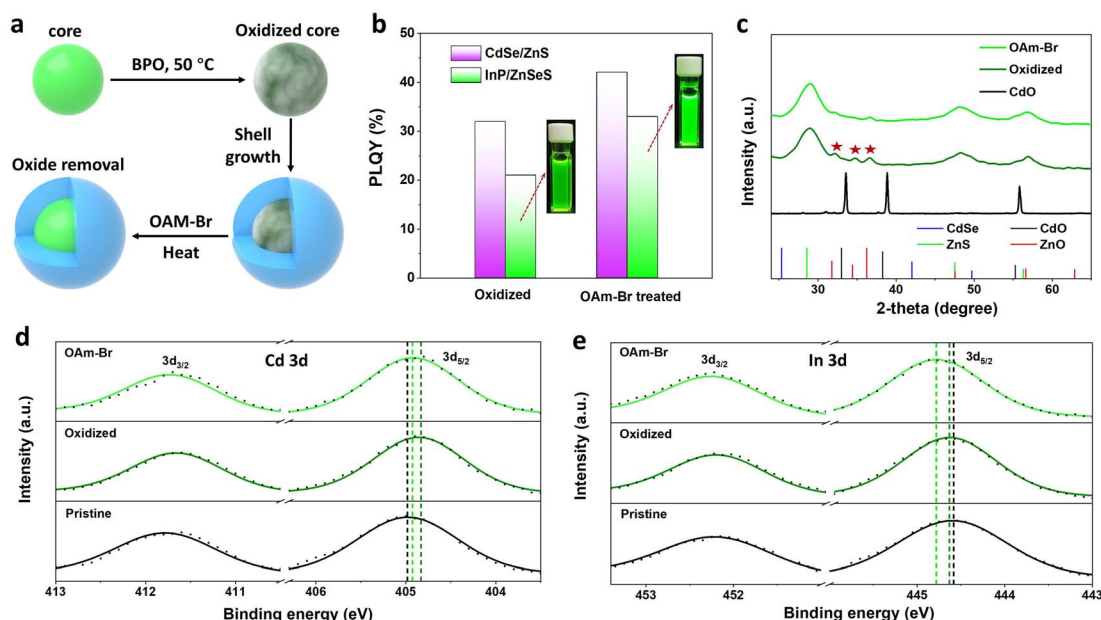 a
core
BPO, 50 °C
Oxidized core
Shell
growth
Oxide removal
OAM-Br
Heat
b
PLQY (%)
50
40
30
20
10
0
CdSe/ZnS
InP/ZnSeS
Oxidized
OAm-Br treated
c
Intensity (a.u.)
OAm-Br
Oxidized
CdO
CdSe
CdO
ZnS
ZnO
30 40 50 60
2-theta (degree)
d
Intensity (a.u.)
OAm-Br
3d3/2
Cd 3d
3d5/2
Oxidized
Pristine
413 412 411 406 405 404
Binding energy (eV)
e
Intensity (a.u.)
OAm-Br
3d3/2
In 3d
3d5/2
Oxidized
Pristine
453 452 445 444 443
Binding energy (eV)